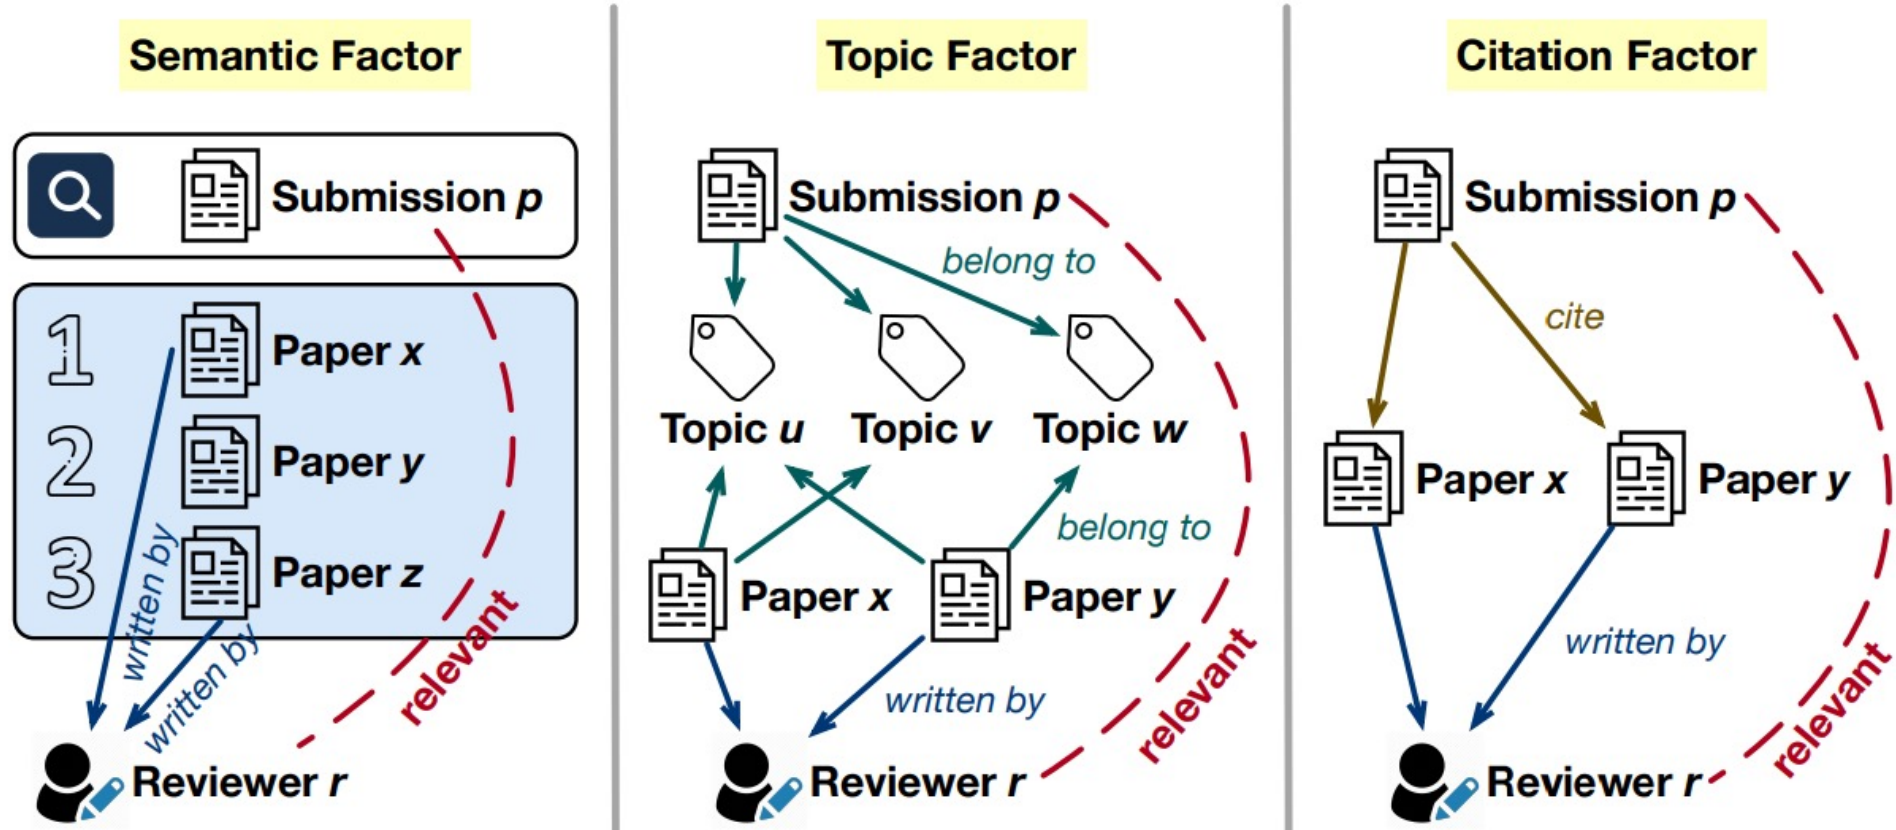 Semantic Factor
Submission p
1 Paper x
2 Paper y
3 Paper z
written by
written by
relevant
Reviewer r
Topic Factor
Submission p
belong to
Topic u Topic v Topic w
belong to
Paper x Paper y
written by
relevant
Reviewer r
Citation Factor
Submission p
cite
Paper x Paper y
written by
relevant
Reviewer r